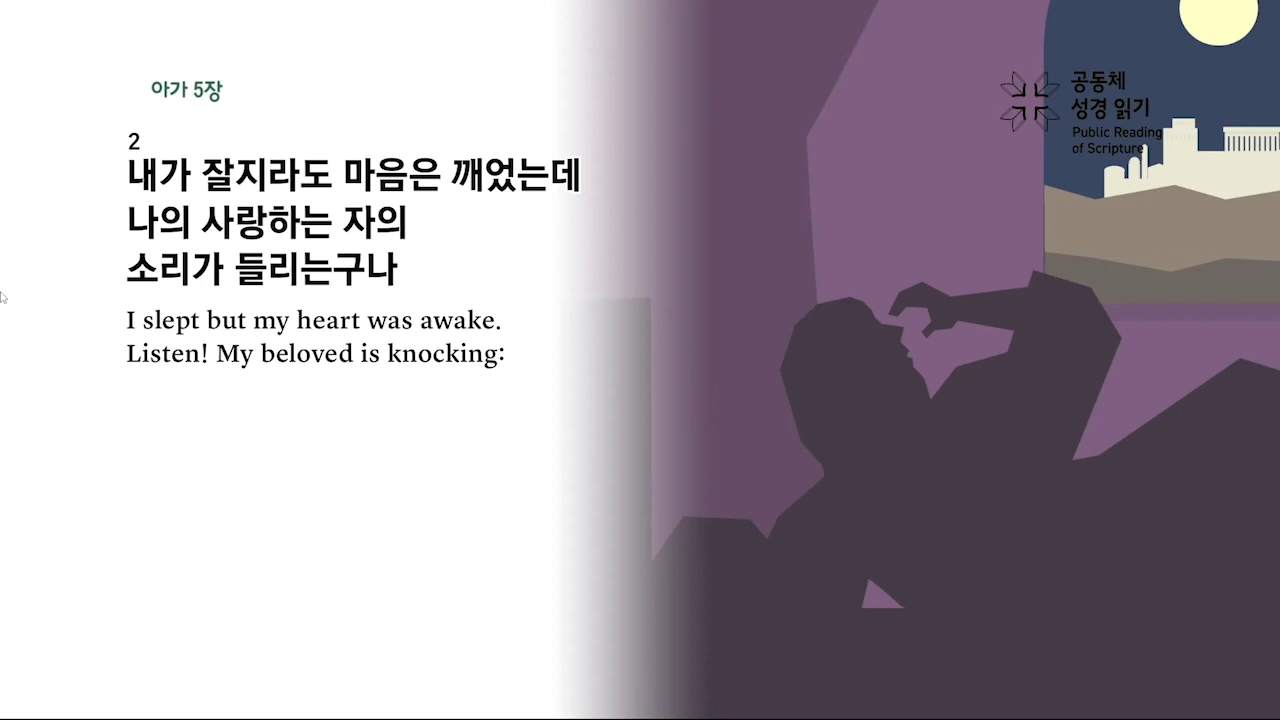 아가 5장
2
내가 잘지라도 마음은 깨었는데
나의 사랑하는 자의
소리가 들리는구나
I slept but my heart was awake.
Listen! My beloved is knocking:
공동체
성경 읽기
Public Reading
of Scripture